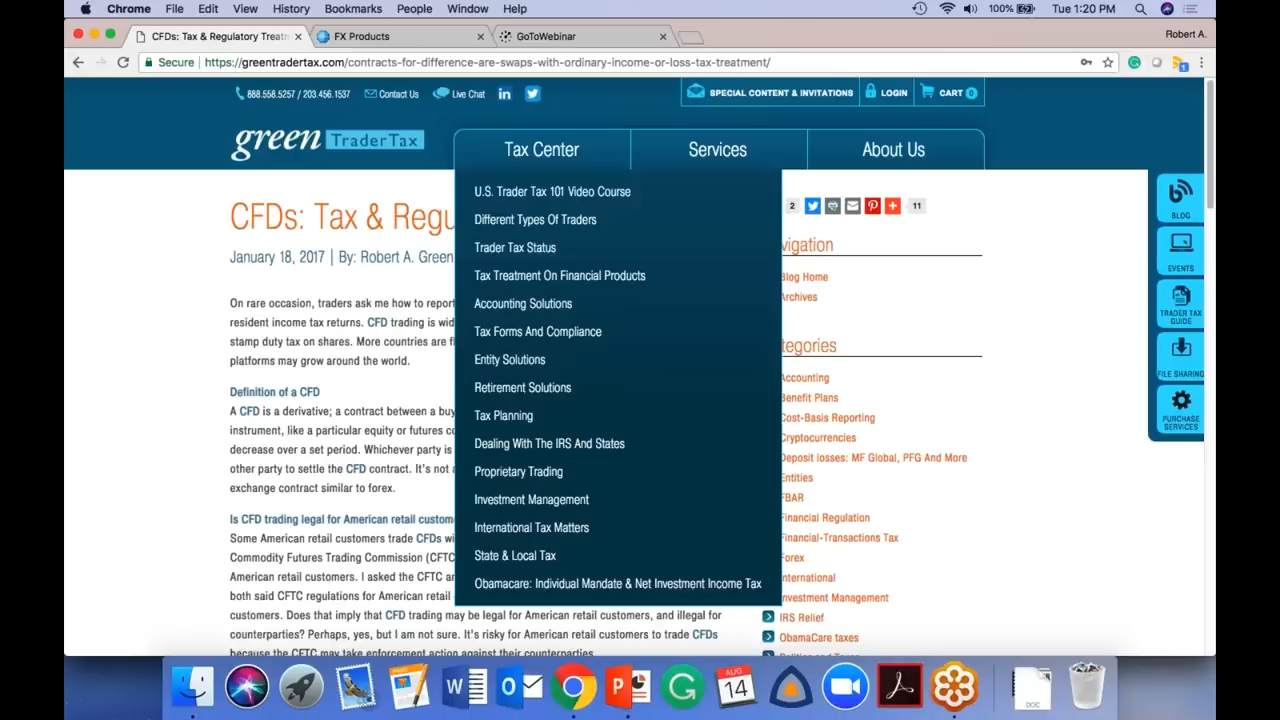 Chrome File Edit View History Bookmarks People Window Help 100% Tue 1:20 PM
CFDs: Tax & Regulatory Treatm FX Products GoToWebinar Robert A.
Secure https://greentradertax.com/contracts-for-difference-are-swaps-with-ordinary-income-or-loss-tax-treatment/
888.558.5257 / 203.456.1537 Contact Us Live Chat in SPECIAL CONTENT & INVITATIONS LOGIN CART 0
green TraderTax
Tax Center Services About Us
U.S. Trader Tax 101 Video Course
Different Types Of Traders
Trader Tax Status
Tax Treatment On Financial Products
Accounting Solutions
Tax Forms And Compliance
Entity Solutions
Retirement Solutions
Tax Planning
Dealing With The IRS And States
Proprietary Trading
Investment Management
International Tax Matters
State & Local Tax
Obamacare: Individual Mandate & Net Investment Income Tax
CFDs: Tax & Regu
January 18, 2017 | By: Robert A. Green
2 11
On rare occasion, traders ask me how to report
resident income tax returns. CFD trading is wid
stamp duty tax on shares. More countries are f
platforms may grow around the world.
Definition of a CFD
A CFD is a derivative; a contract between a buy
instrument, like a particular equity or futures co
decrease over a set period. Whichever party is
other party to settle the CFD contract. It's not a
exchange contract similar to forex.
Is CFD trading legal for American retail custom
Some American retail customers trade CFDs wi
Commodity Futures Trading Commission (CFTC
American retail customers. I asked the CFTC an
both said CFTC regulations for American retail
customers. Does that imply that CFD trading may be legal for American retail customers, and illegal for
counterparties? Perhaps, yes, but I am not sure. It's risky for American retail customers to trade CFDs
because the CFTC may take enforcement action against their counterparties.
vigation
Blog Home
Archives
tegories
Accounting
Benefit Plans
Cost-Basis Reporting
Cryptocurrencies
Deposit losses: MF Global, PFG And More
Entities
FBAR
Financial Regulation
Financial-Transactions Tax
Forex
International
Investment Management
IRS Relief
ObamaCare taxes
BLOG
EVENTS
TRADER TAX
GUIDE
FILE SHARING
PURCHASE
SERVICES
AUG
14
DOC